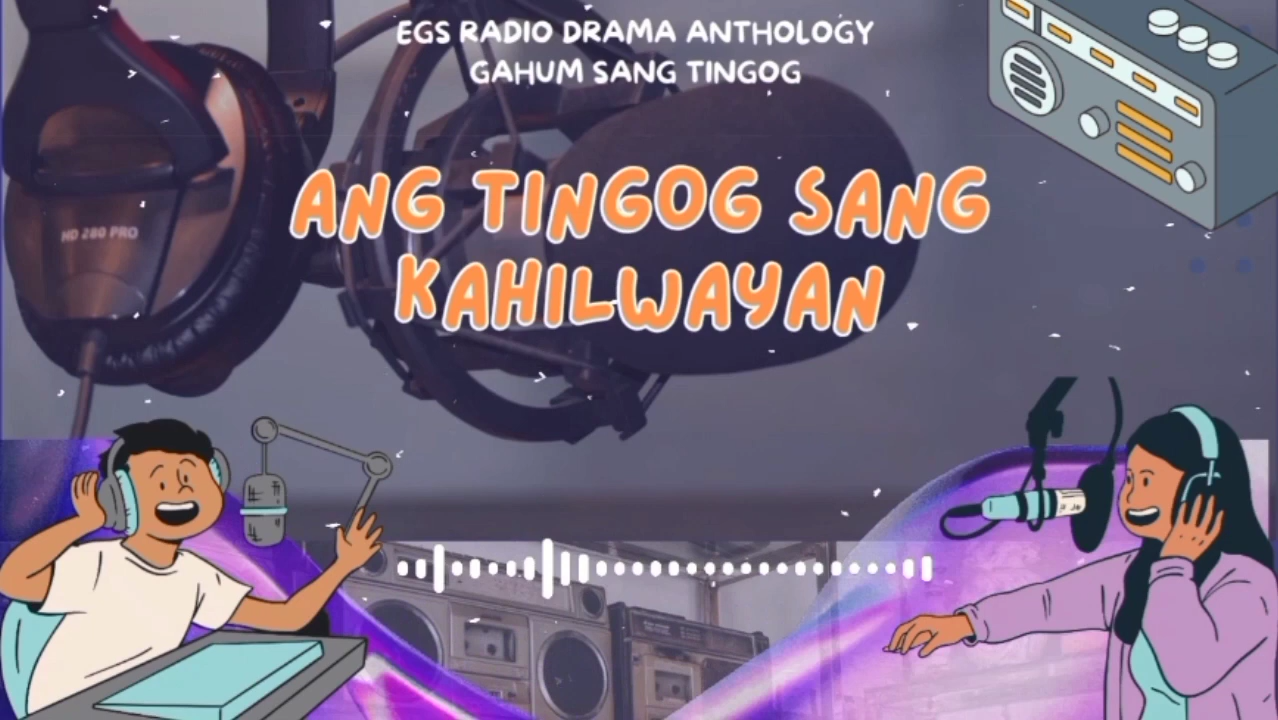 EGS RADIO DRAMA ANTHOLOGY
GAHUM SANG TINGOG
ANG TINGOG SANG
KAHILWAYAN
HD 280 PRO